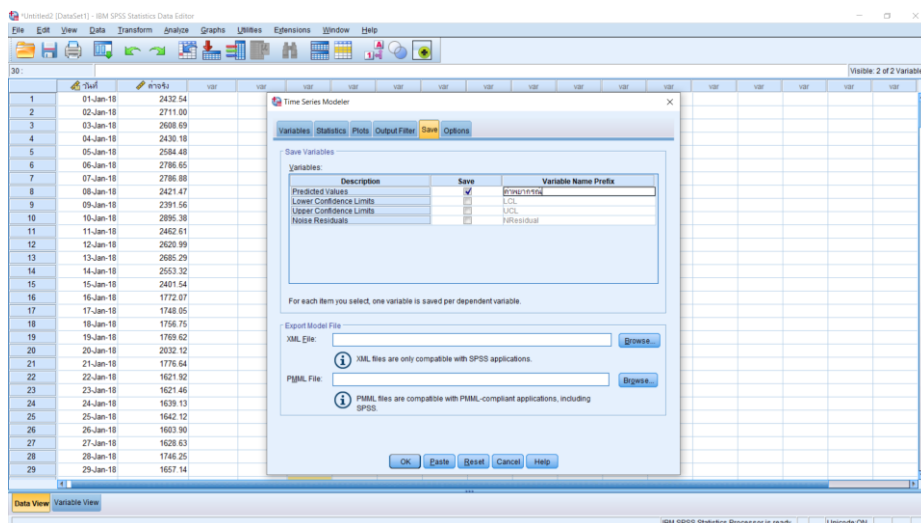 *Untitled2 [DataSet1] - IBM SPSS Statistics Data Editor
File Edit View Data Transform Analyze Graphs Utilities Extensions Window Help
30 :
Visible: 2 of 2 Variable
วันที่ ค่าจริง var var var var var var var var var var var var var var var
1 01-Jan-18 2432.54
2 02-Jan-18 2711.00
3 03-Jan-18 2608.69
4 04-Jan-18 2430.18
5 05-Jan-18 2584.48
6 06-Jan-18 2786.65
7 07-Jan-18 2786.88
8 08-Jan-18 2421.47
9 09-Jan-18 2391.56
10 10-Jan-18 2895.38
11 11-Jan-18 2462.61
12 12-Jan-18 2620.99
13 13-Jan-18 2685.29
14 14-Jan-18 2553.32
15 15-Jan-18 2401.54
16 16-Jan-18 1772.07
17 17-Jan-18 1748.05
18 18-Jan-18 1756.75
19 19-Jan-18 1769.62
20 20-Jan-18 2032.12
21 21-Jan-18 1776.64
22 22-Jan-18 1621.92
23 23-Jan-18 1621.46
24 24-Jan-18 1639.13
25 25-Jan-18 1642.12
26 26-Jan-18 1603.90
27 27-Jan-18 1628.63
28 28-Jan-18 1746.25
29 29-Jan-18 1657.14
Time Series Modeler
Variables Statistics Plots Output Filter Save Options
Save Variables
Variables:
Description Save Variable Name Prefix
Predicted Values
Lower Confidence Limits LCL
Upper Confidence Limits UCL
Noise Residuals NResidual
For each item you select, one variable is saved per dependent variable.
Export Model File
XML File: Browse...
XML files are only compatible with SPSS applications.
PMML File: Browse...
PMML files are compatible with PMML-compliant applications, including
SPSS.
OK Paste Reset Cancel Help
Data View Variable View
IBM SPSS Statistics Processor is ready Unicode:ON